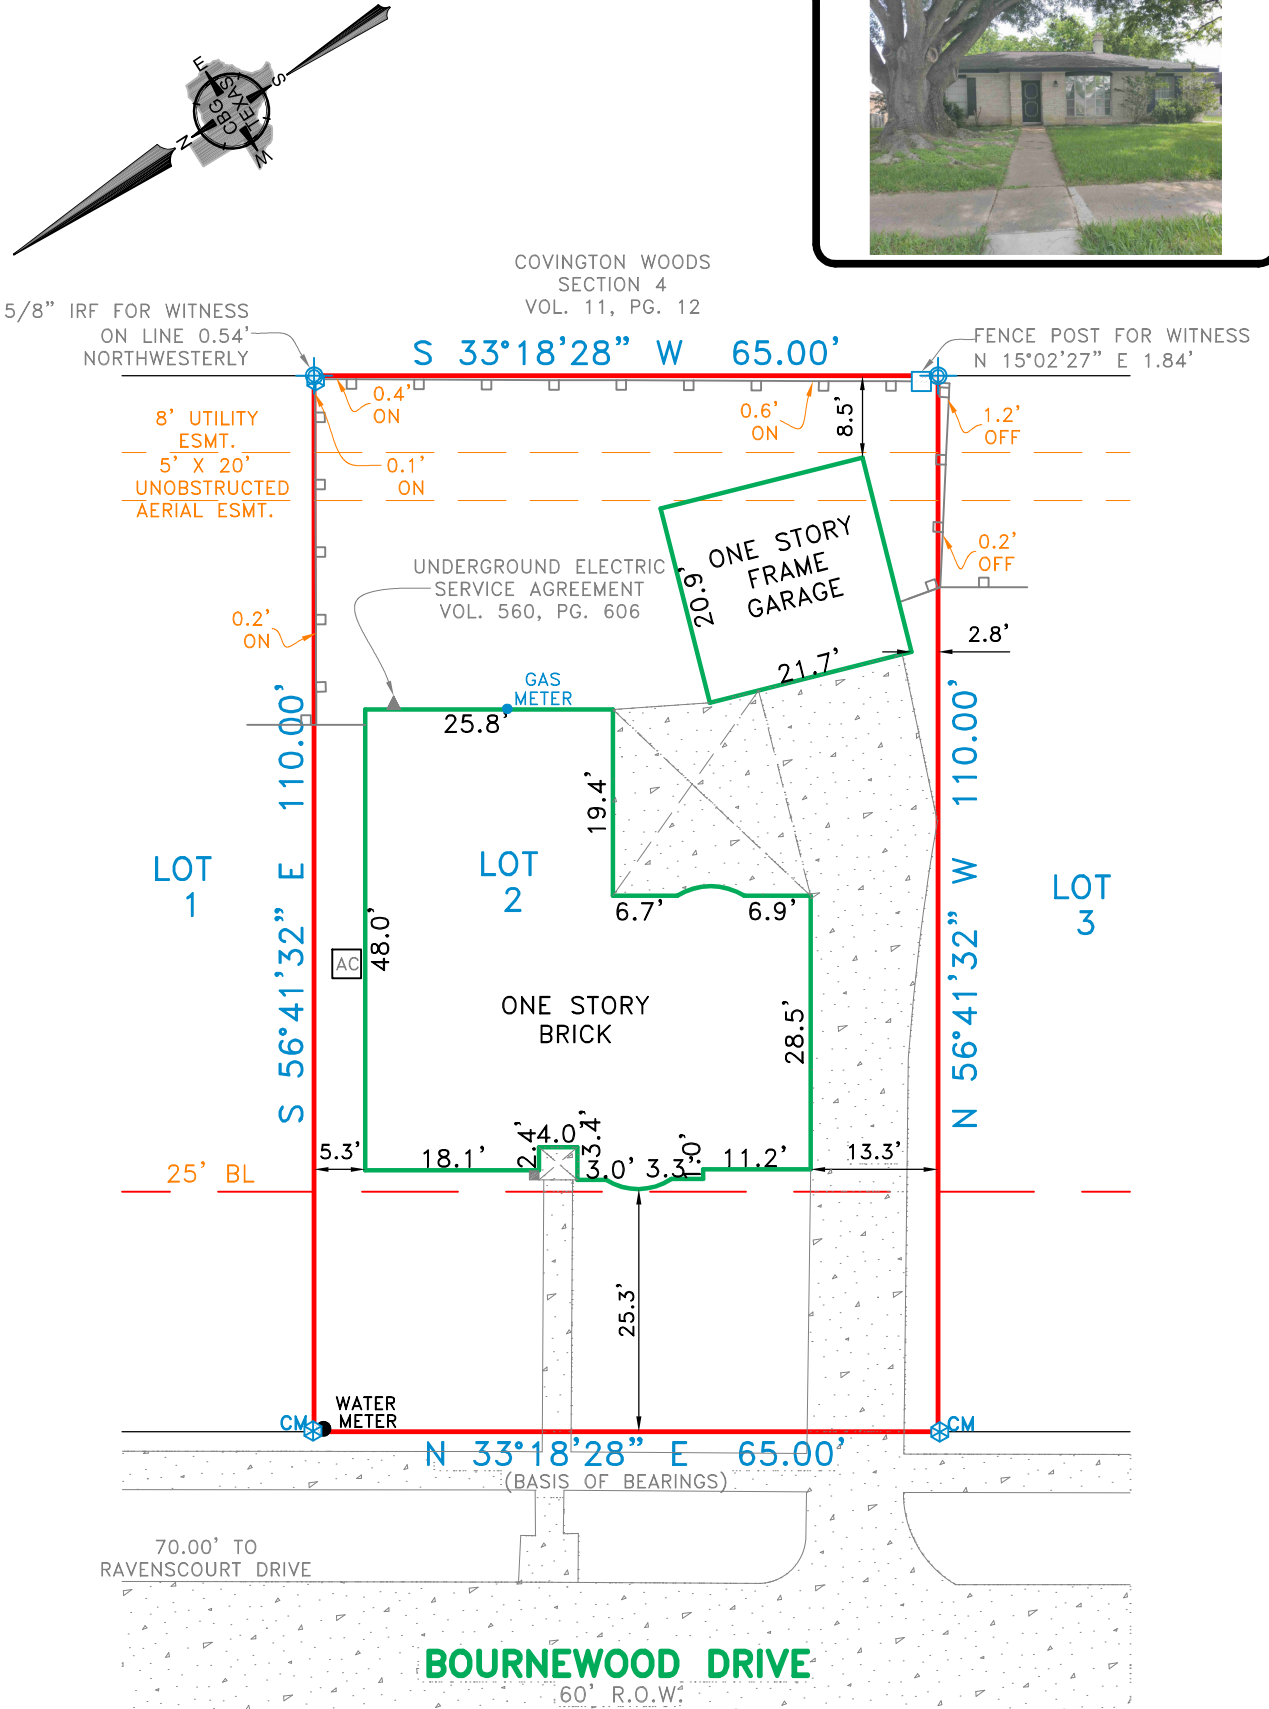 E
S
CBG
TEXAS
N
W
COVINGTON WOODS
SECTION 4
VOL. 11, PG. 12
5/8” IRF FOR WITNESS
ON LINE 0.54'
NORTHWESTERLY
FENCE POST FOR WITNESS
N 15°02'27” E 1.84'
S 33°18'28” W 65.00'
0.4'
ON
0.6'
ON
8.5'
1.2'
OFF
8' UTILITY
ESMT.
5' X 20'
UNOBSTRUCTED
AERIAL ESMT.
0.1'
ON
ONE STORY
FRAME
GARAGE
20.9'
21.7'
0.2'
OFF
UNDERGROUND ELECTRIC
SERVICE AGREEMENT
VOL. 560, PG. 606
0.2'
ON
2.8'
GAS
METER
25.8'
19.4'
S 56°41'32” E 110.00'
N 56°41'32” W 110.00'
LOT
1
LOT
2
LOT
3
6.7'
6.9'
48.0'
AC
ONE STORY
BRICK
28.5'
5.3'
18.1'
2.4'
4.0'
3.4'
3.0'
3.3'
1.0'
11.2'
13.3'
25' BL
25.3'
WATER
METER
CM
CM
N 33°18'28” E 65.00'
(BASIS OF BEARINGS)
70.00' TO
RAVENSCOURT DRIVE
BOURNEWOOD DRIVE
60' R.O.W.